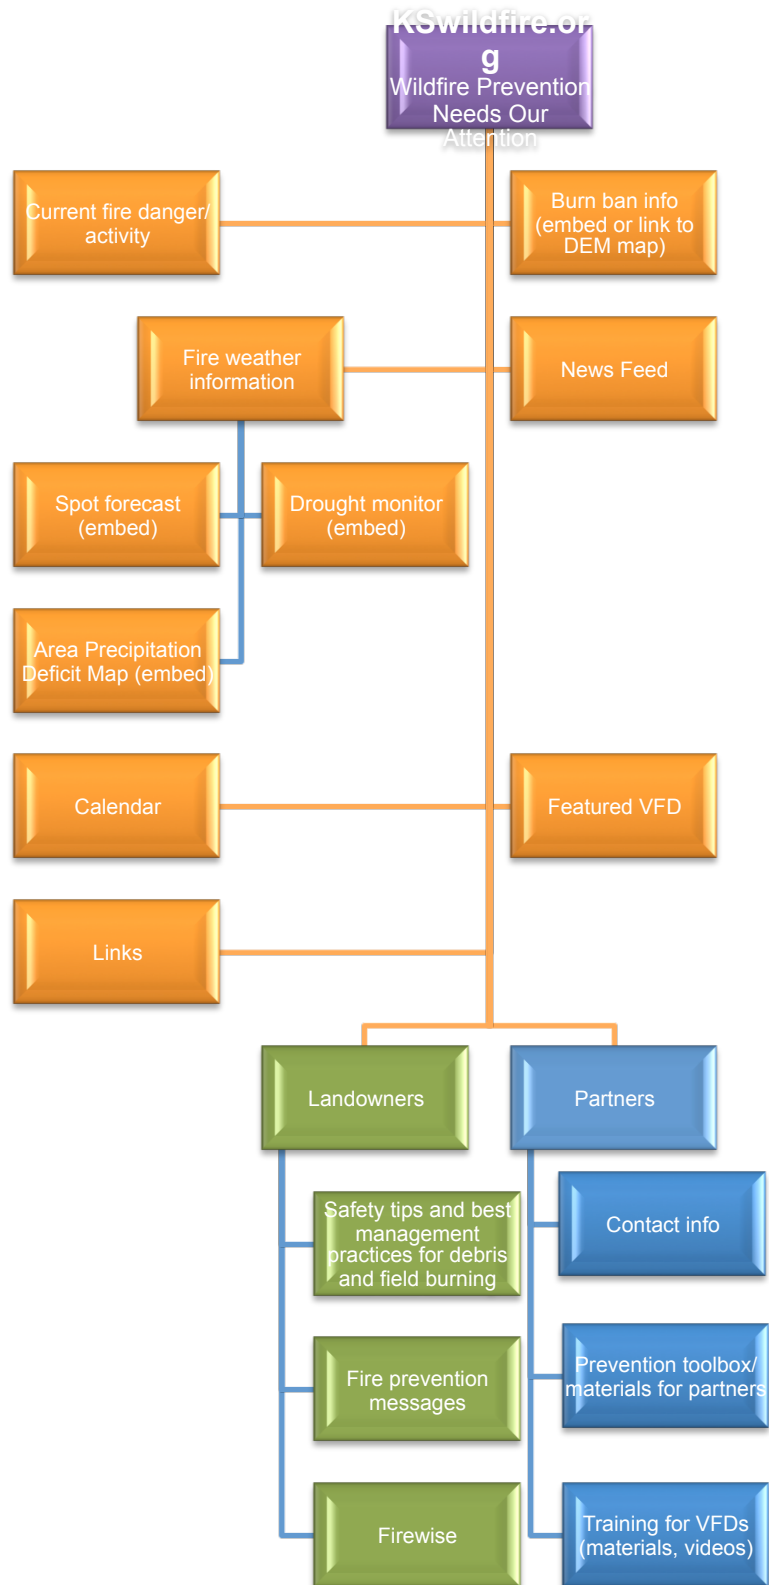 KSwildfire.or
g
Wildfire Prevention
Needs Our
Attention
Current fire danger/
activity
Burn ban info
(embed or link to
DEM map)
Fire weather
information
News Feed
Spot forecast
(embed)
Drought monitor
(embed)
Area Precipitation
Deficit Map (embed)
Calendar
Featured VFD
Links
Landowners
Partners
Safety tips and best
management
practices for debris
and field burning
Contact info
Fire prevention
messages
Prevention toolbox/
materials for partners
Firewise
Training for VFDs
(materials, videos)